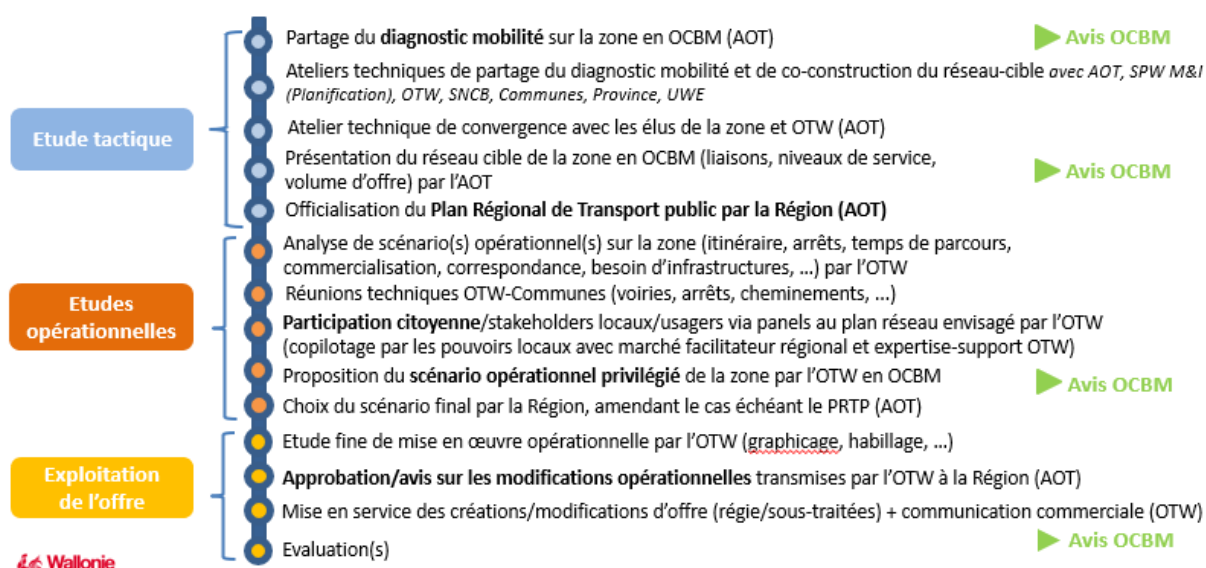 Partage du diagnostic mobilité sur la zone en OCBM (AOT)
Avis OCBM
Ateliers techniques de partage du diagnostic mobilité et de co-construction du réseau-cible avec AOT, SPW M&I
(Planification), OTW, SNCB, Communes, Province, UWE
Etude tactique
Atelier technique de convergence avec les élus de la zone et OTW (AOT)
Présentation du réseau cible de la zone en OCBM (liaisons, niveaux de service,
volume d'offre) par l'AOT
Avis OCBM
Officialisation du Plan Régional de Transport public par la Région (AOT)
Analyse de scénario(s) opérationnel(s) sur la zone (itinéraire, arrêts, temps de parcours,
commercialisation, correspondance, besoin d'infrastructures, …) par l'OTW
Etudes
opérationnelles
Réunions techniques OTW-Communes (voiries, arrêts, cheminements, …)
Participation citoyenne/stakeholders locaux/usagers via panels au plan réseau envisagé par l'OTW
(copilotage par les pouvoirs locaux avec marché facilitateur régional et expertise-support OTW)
Proposition du scénario opérationnel privilégié de la zone par l'OTW en OCBM
Avis OCBM
Choix du scénario final par la Région, amendant le cas échéant le PRTP (AOT)
Etude fine de mise en œuvre opérationnelle par l'OTW (graphicage, habillage, …)
Exploitation
de l'offre
Approbation/avis sur les modifications opérationnelles transmises par l'OTW à la Région (AOT)
Mise en service des créations/modifications d'offre (régie/sous-traitées) + communication commerciale (OTW)
Evaluation(s)
Avis OCBM
Wallonie